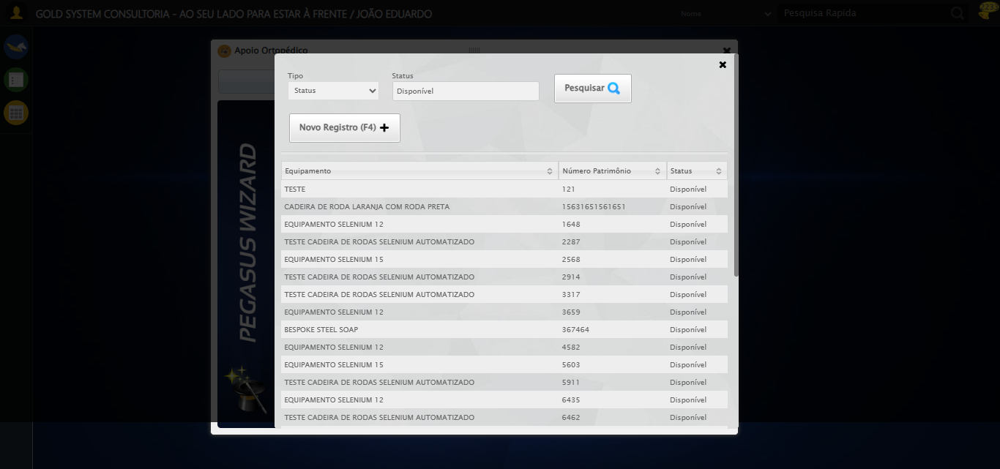 GOLD SYSTEM CONSULTORIA - AO SEU LADO PARA ESTAR À FRENTE / JOÃO EDUARDO
Nome
Pesquisa Rapida
223
Apoio Ortopédico
PEGASUS WIZARD
Tipo
Status
Status
Disponível
Pesquisar
Novo Registro (F4)
Equipamento Número Patrimônio Status
TESTE 121 Disponível
CADEIRA DE RODA LARANJA COM RODA PRETA 15631651561651 Disponível
EQUIPAMENTO SELENIUM 12 1648 Disponível
TESTE CADEIRA DE RODAS SELENIUM AUTOMATIZADO 2287 Disponível
EQUIPAMENTO SELENIUM 15 2568 Disponível
TESTE CADEIRA DE RODAS SELENIUM AUTOMATIZADO 2914 Disponível
TESTE CADEIRA DE RODAS SELENIUM AUTOMATIZADO 3317 Disponível
EQUIPAMENTO SELENIUM 12 3659 Disponível
BESPOKE STEEL SOAP 367464 Disponível
EQUIPAMENTO SELENIUM 12 4582 Disponível
EQUIPAMENTO SELENIUM 15 5603 Disponível
TESTE CADEIRA DE RODAS SELENIUM AUTOMATIZADO 5911 Disponível
EQUIPAMENTO SELENIUM 12 6435 Disponível
TESTE CADEIRA DE RODAS SELENIUM AUTOMATIZADO 6462 Disponível